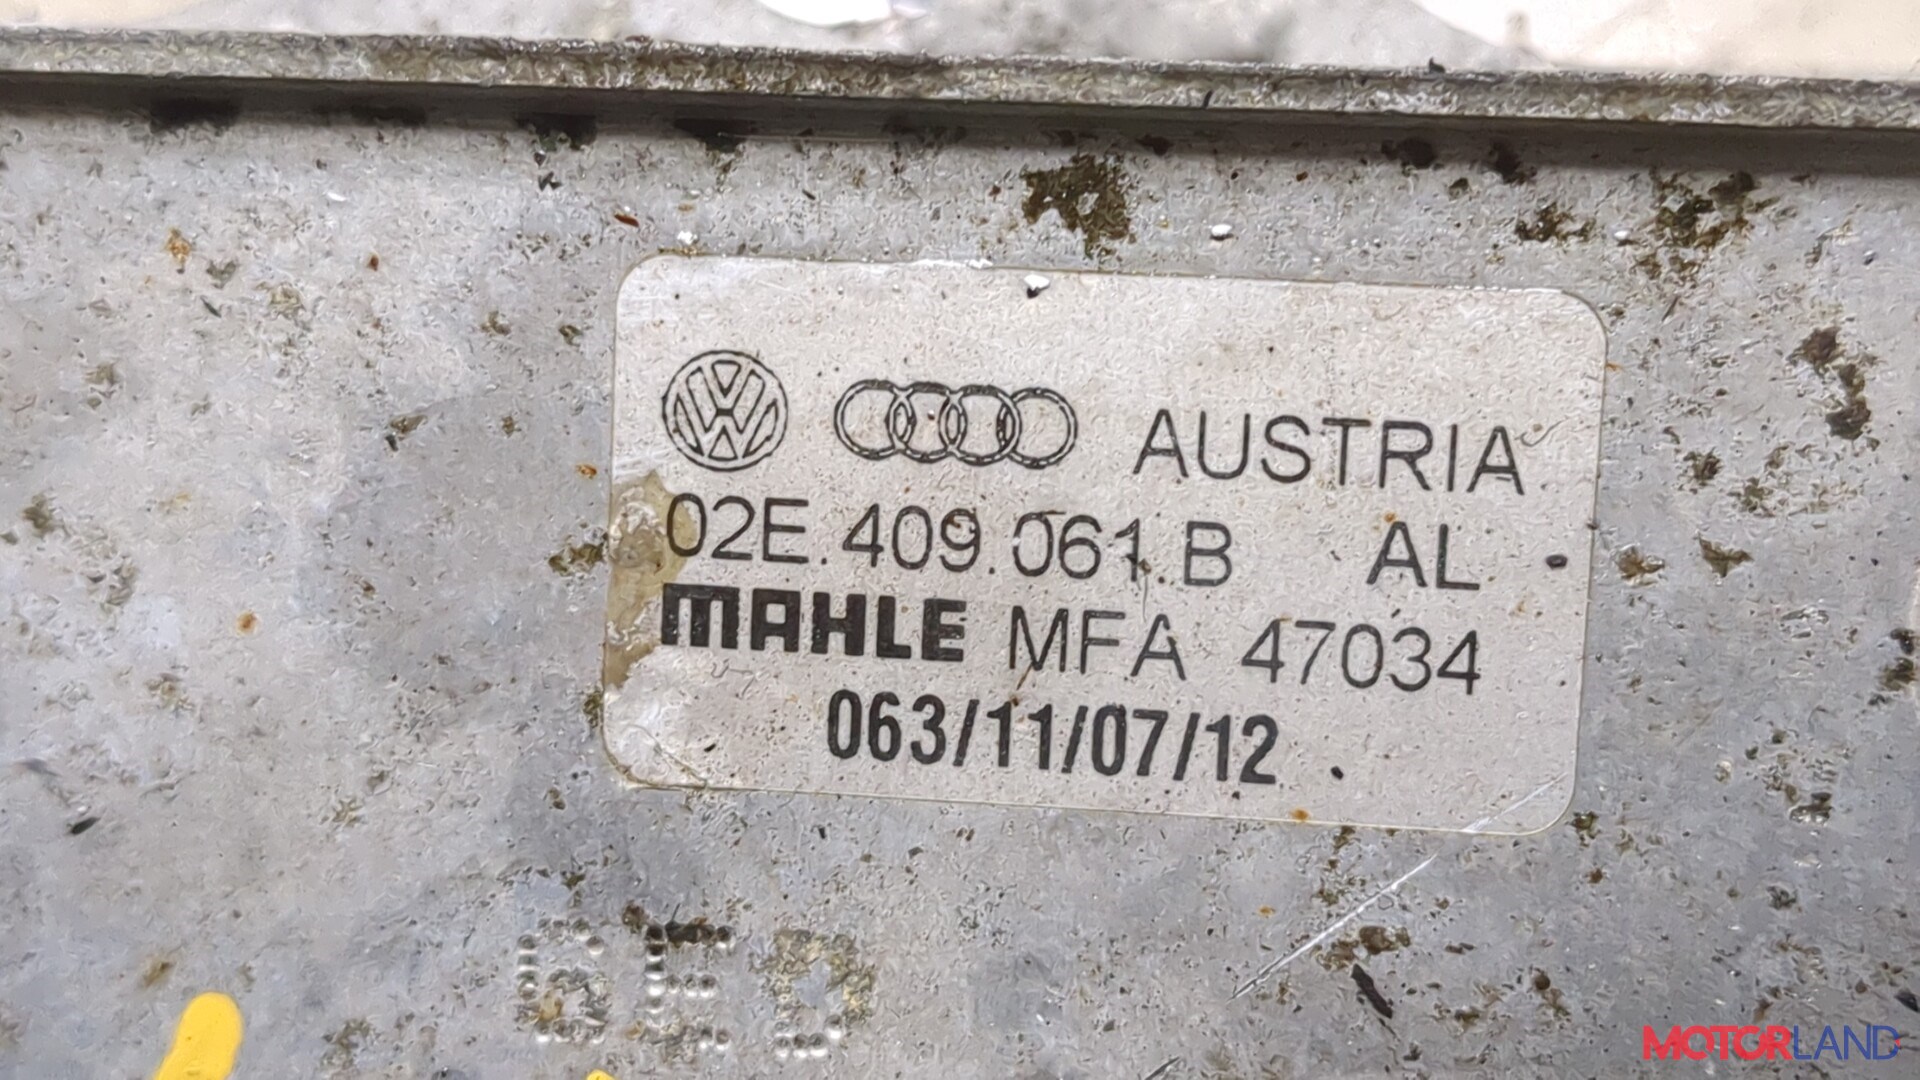 AUSTRIA
02E.409.061.B AL
MAHLE MFA 47034
063/11/07/12
MOTORLAND